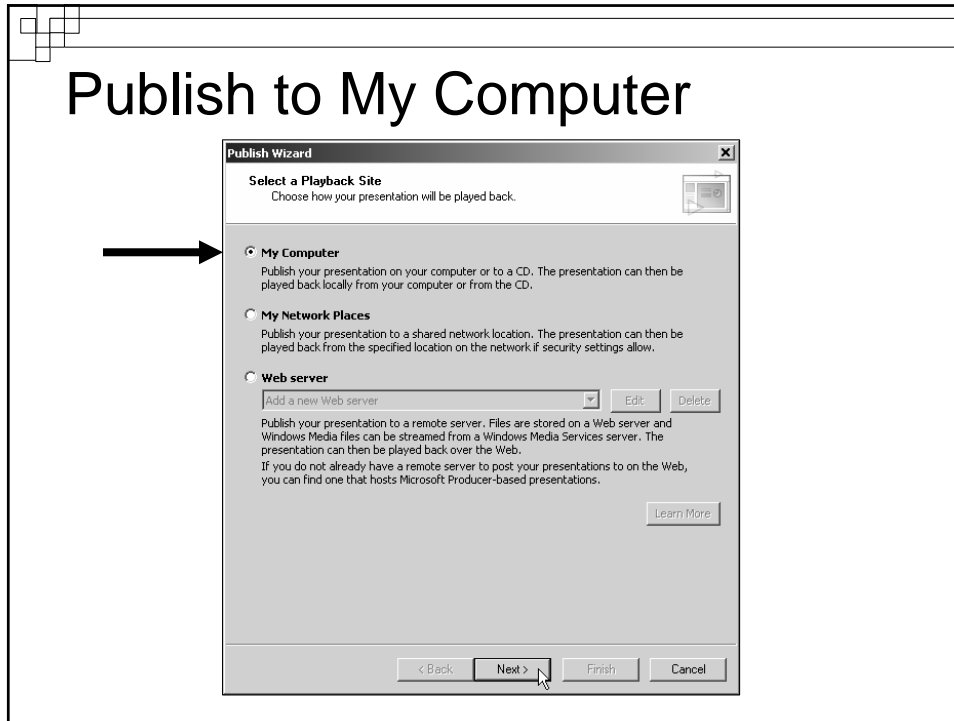 Publish to My Computer
Publish Wizard
Select a Playback Site
Choose how your presentation will be played back.
My Computer
Publish your presentation on your computer or to a CD. The presentation can then be
played back locally from your computer or from the CD.
My Network Places
Publish your presentation to a shared network location. The presentation can then be
played back from the specified location on the network if security settings allow.
Web server
Add a new Web server Edit Delete
Publish your presentation to a remote server. Files are stored on a Web server and
Windows Media files can be streamed from a Windows Media Services server. The
presentation can then be played back over the Web.
If you do not already have a remote server to post your presentations to on the Web,
you can find one that hosts Microsoft Producer-based presentations.
Learn More
< Back Next > Finish Cancel